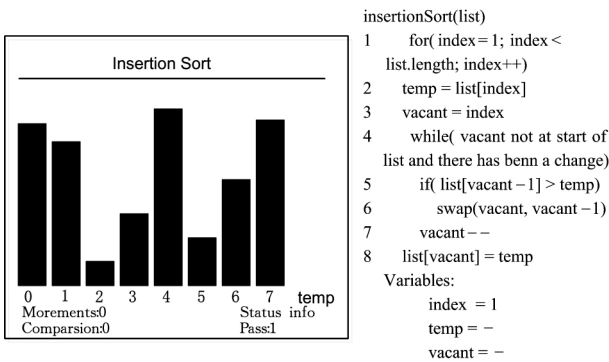 Insertion Sort
0 1 2 3 4 5 6 7 temp
Morements:0 Status info
Comparsion:0 Pass:1
insertionSort(list)
1 for( index=1; index <
list.length; index++)
2 temp = list[index]
3 vacant = index
4 while( vacant not at start of
list and there has benn a change)
5 if( list[vacant −1] > temp)
6 swap(vacant, vacant −1)
7 vacant − −
8 list[vacant] = temp
Variables:
index = 1
temp = −
vacant = −